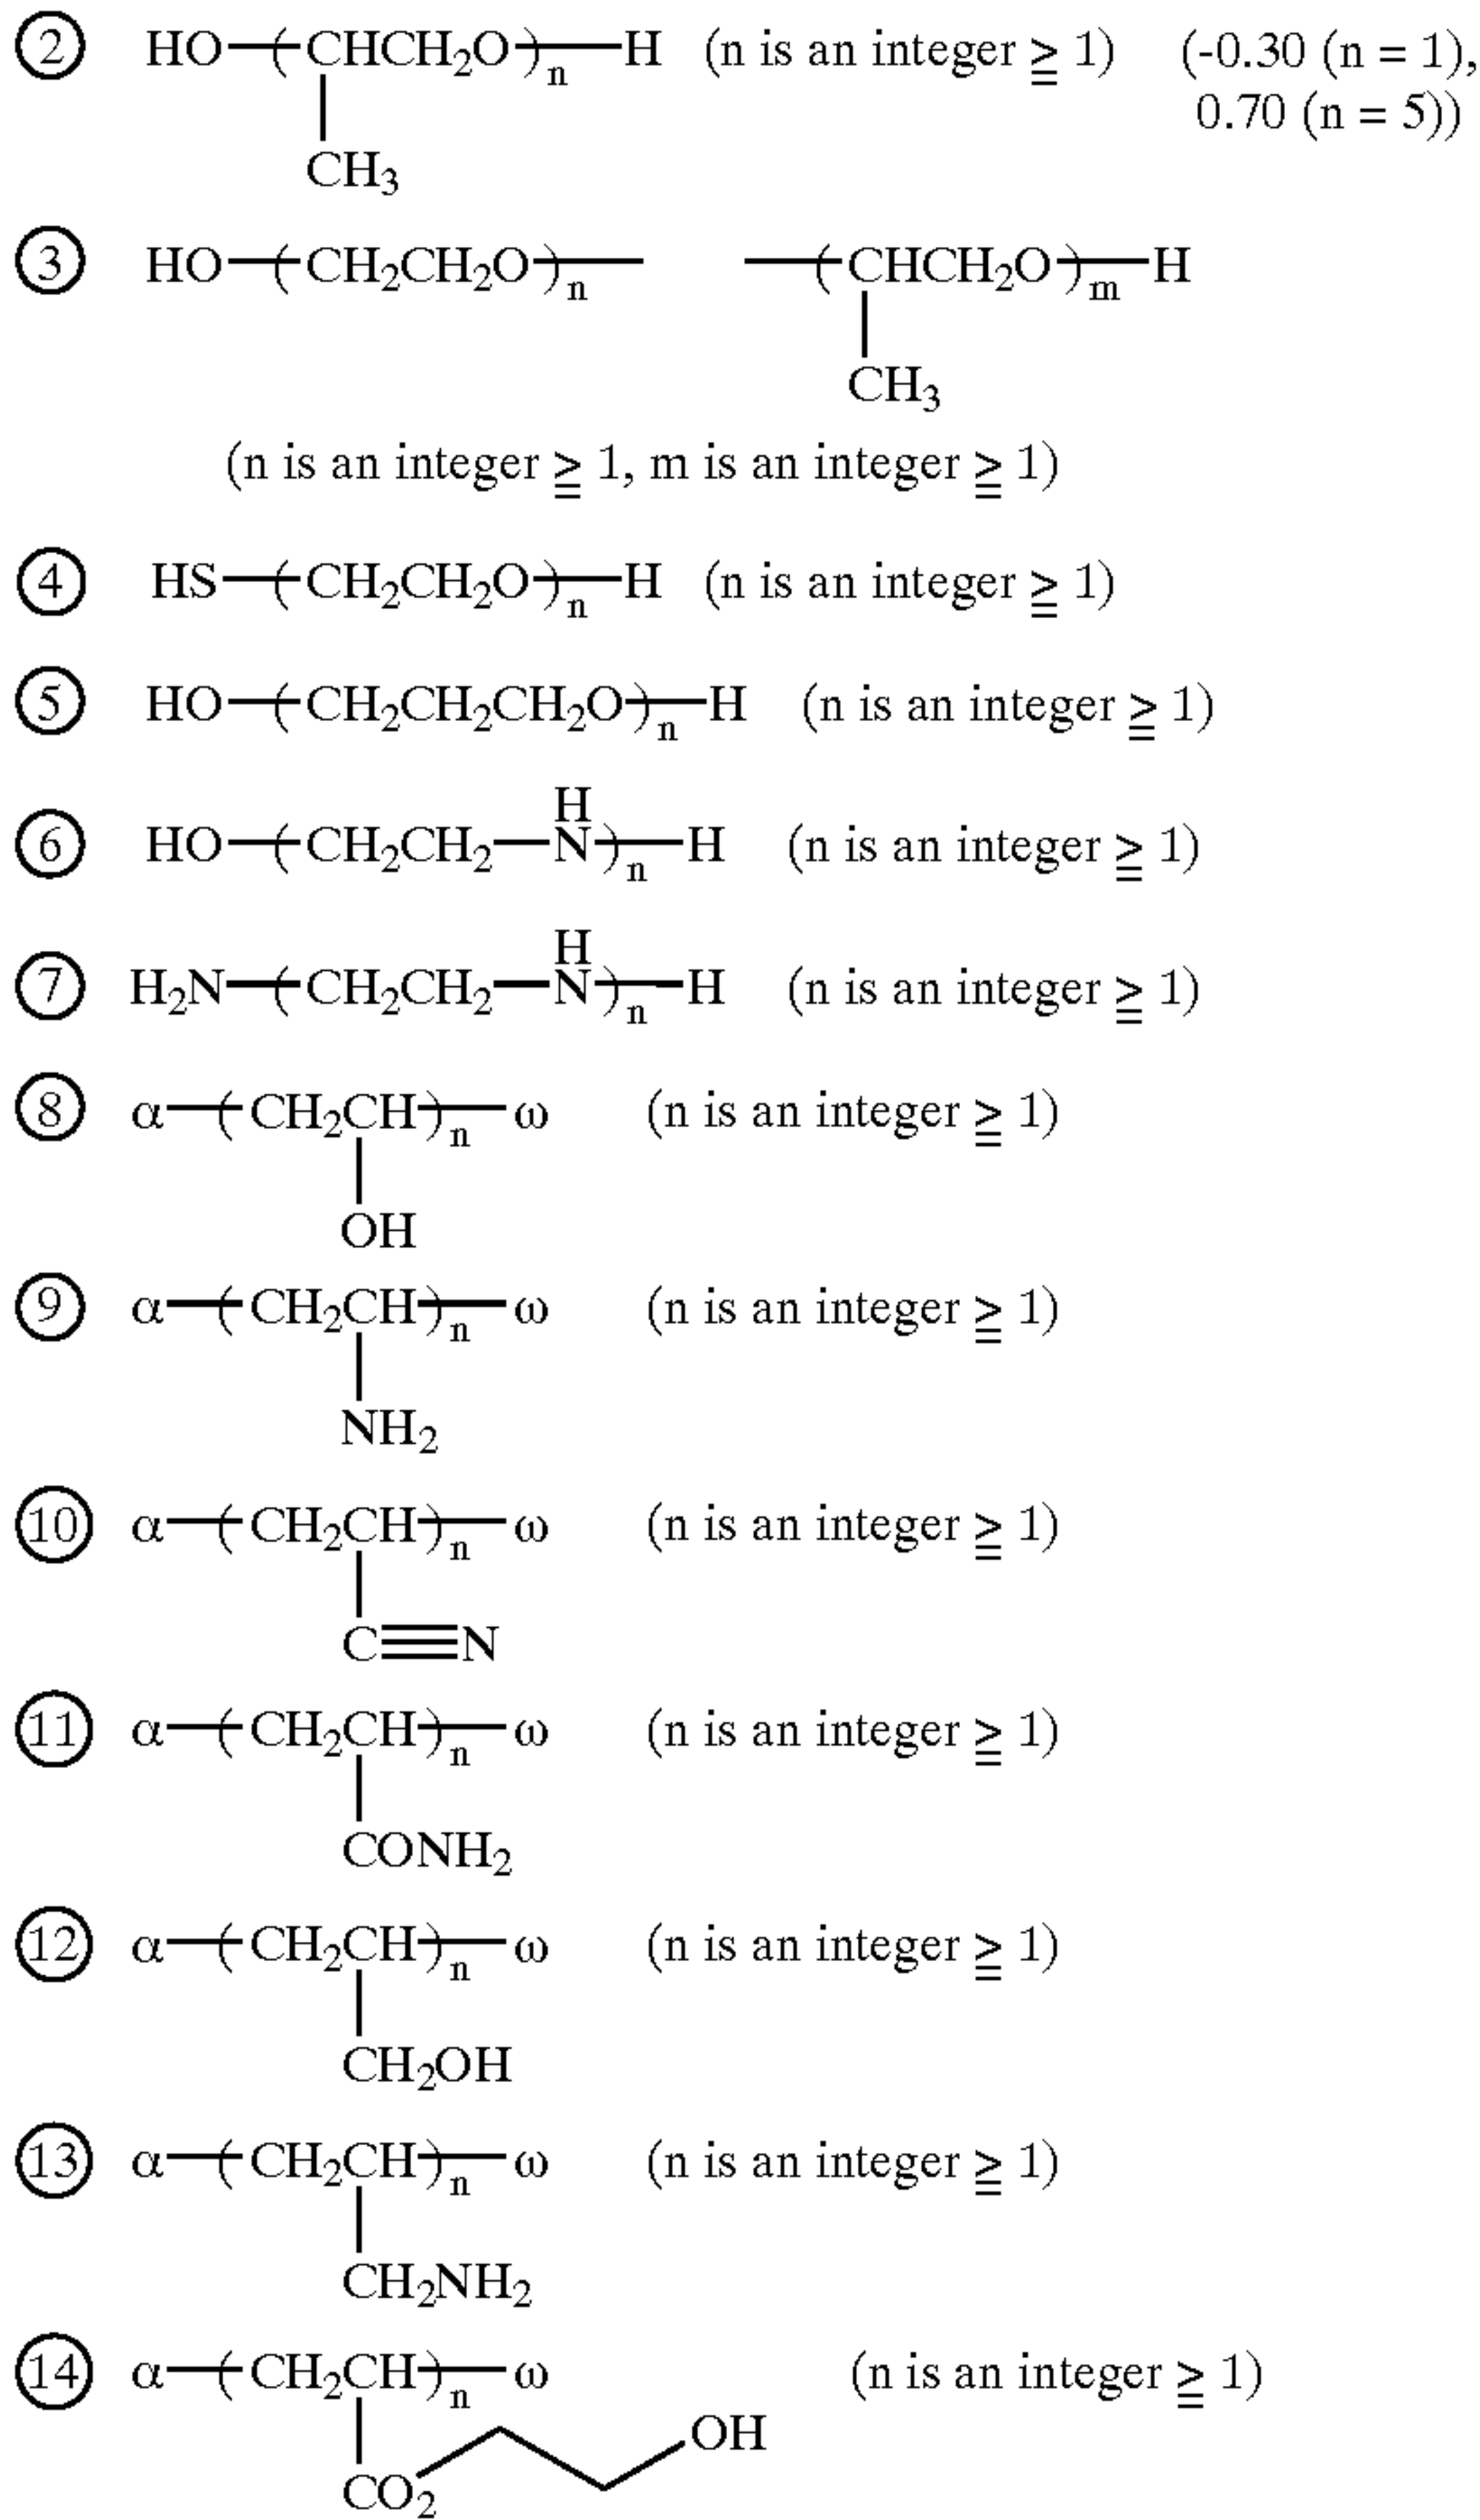 ② HO—(CHCH₂O)ₙ—H (n is an integer ≧ 1) (-0.30 (n = 1),
0.70 (n = 5))
CH₃
③ HO—(CH₂CH₂O)ₙ— —(CHCH₂O)ₘ—H
CH₃
(n is an integer ≧ 1, m is an integer ≧ 1)
④ HS—(CH₂CH₂O)ₙ—H (n is an integer ≧ 1)
⑤ HO—(CH₂CH₂CH₂O)ₙ—H (n is an integer ≧ 1)
H
⑥ HO—(CH₂CH₂—N)ₙ—H (n is an integer ≧ 1)
H
⑦ H₂N—(CH₂CH₂—N)ₙ—H (n is an integer ≧ 1)
⑧ α—(CH₂CH)ₙ—ω (n is an integer ≧ 1)
OH
⑨ α—(CH₂CH)ₙ—ω (n is an integer ≧ 1)
NH₂
⑩ α—(CH₂CH)ₙ—ω (n is an integer ≧ 1)
C≡N
⑪ α—(CH₂CH)ₙ—ω (n is an integer ≧ 1)
CONH₂
⑫ α—(CH₂CH)ₙ—ω (n is an integer ≧ 1)
CH₂OH
⑬ α—(CH₂CH)ₙ—ω (n is an integer ≧ 1)
CH₂NH₂
⑭ α—(CH₂CH)ₙ—ω (n is an integer ≧ 1)
OH
CO₂